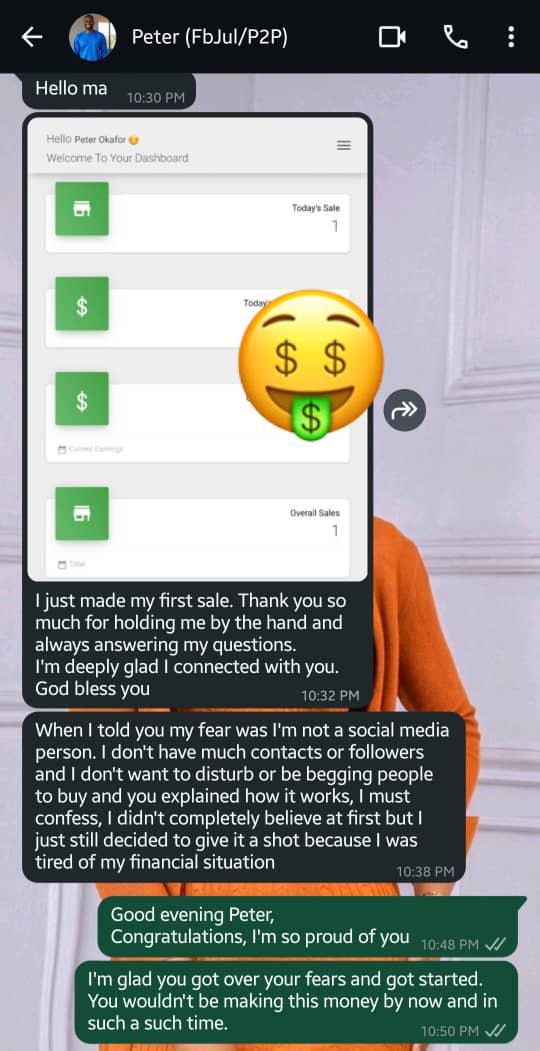 Peter (FbJul/P2P)
Hello ma
10:30 PM
Hello Peter Okafor 😊
Welcome To Your Dashboard
Today's Sale
1
$
Today'
$
Current Earnings
Overall Sales
1
Total
I just made my first sale. Thank you so
much for holding me by the hand and
always answering my questions.
I'm deeply glad I connected with you.
God bless you
10:32 PM
When I told you my fear was I'm not a social media
person. I don't have much contacts or followers
and I don't want to disturb or be begging people
to buy and you explained how it works, I must
confess, I didn't completely believe at first but I
just still decided to give it a shot because I was
tired of my financial situation
10:38 PM
Good evening Peter,
Congratulations, I'm so proud of you
10:48 PM
I'm glad you got over your fears and got started.
You wouldn't be making this money by now and in
such a such time.
10:50 PM